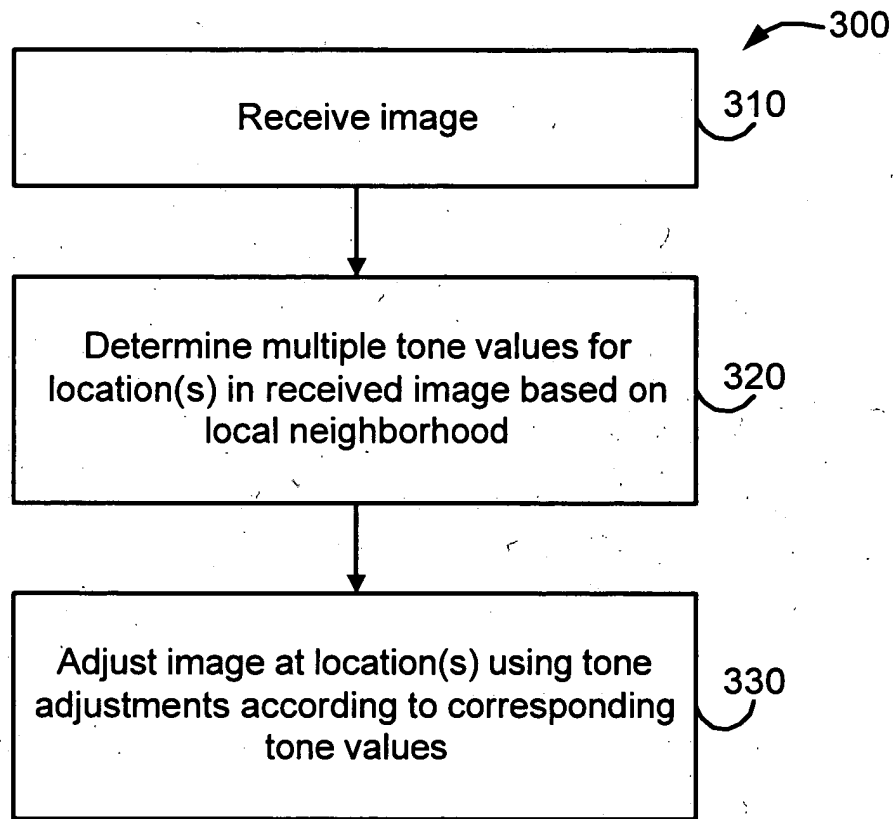 300
Receive image
310
Determine multiple tone values for
location(s) in received image based on
local neighborhood
320
Adjust image at location(s) using tone
adjustments according to corresponding
tone values
330